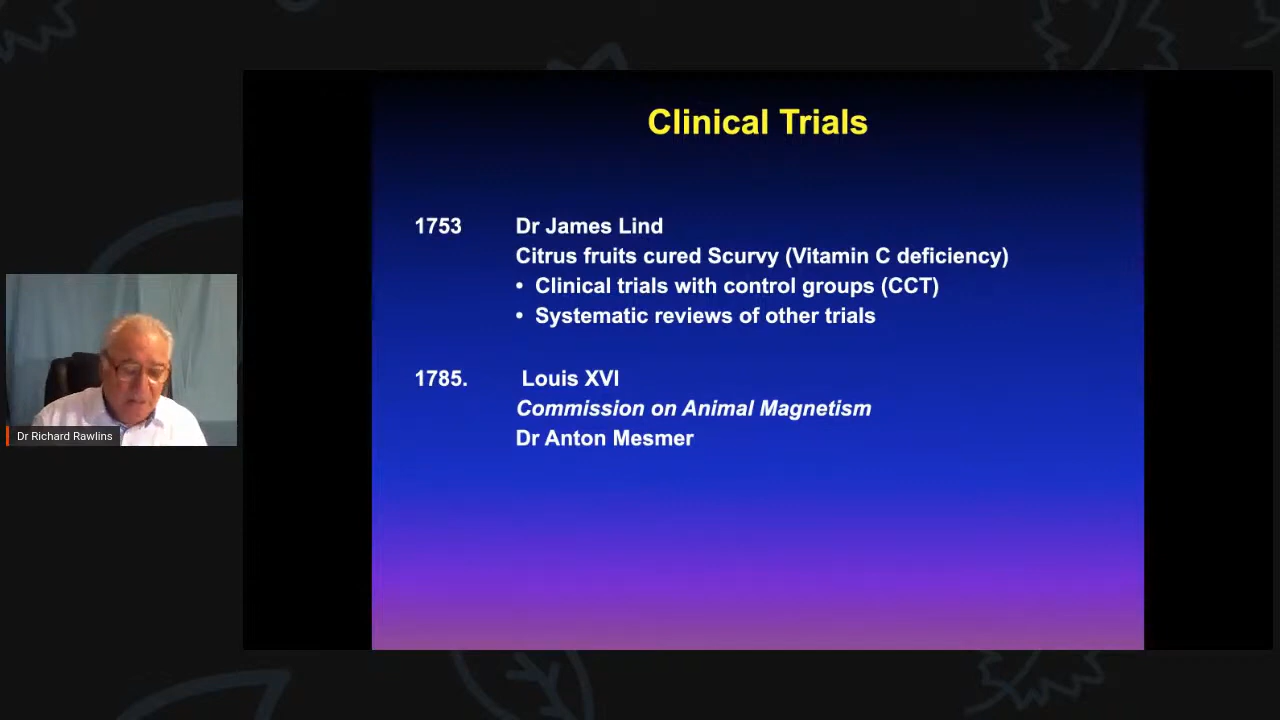 Clinical Trials
1753 Dr James Lind
Citrus fruits cured Scurvy (Vitamin C deficiency)
• Clinical trials with control groups (CCT)
• Systematic reviews of other trials
1785. Louis XVI
Commission on Animal Magnetism
Dr Anton Mesmer
Dr Richard Rawlins